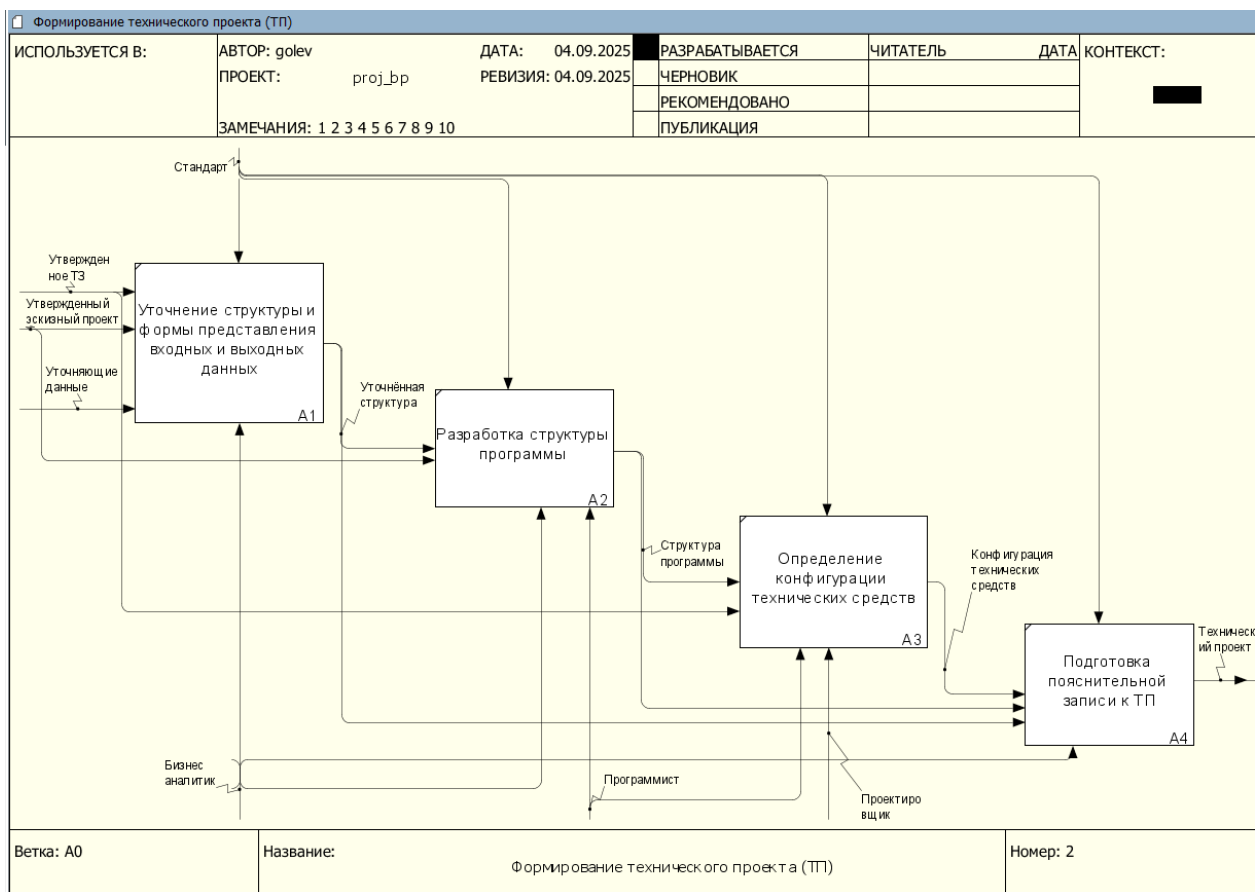 Формирование технического проекта (ТП)
ИСПОЛЬЗУЕТСЯ В:
АВТОР: golev
ДАТА: 04.09.2025
РАЗРАБАТЫВАЕТСЯ
ЧИТАТЕЛЬ
ДАТА
КОНТЕКСТ:
ПРОЕКТ: proj_bp
РЕВИЗИЯ: 04.09.2025
ЧЕРНОВИК
РЕКОМЕНДОВАНО
ЗАМЕЧАНИЯ: 1 2 3 4 5 6 7 8 9 10
ПУБЛИКАЦИЯ
Стандарт
Утвержден
ное ТЗ
Утвержденный
эскизный проект
Уточняющие
данные
Уточнение структуры и
формы представления
входных и выходных
данных
A1
Уточнённая
структура
Разработка структуры
программы
A2
Структура
программы
Определение
конфигурации
технических средств
A3
Конфигурация
технических
средств
Подготовка
пояснительной
записи к ТП
A4
Техническ
ий проект
Бизнес
аналитик
Программист
Проектиро
вщик
Ветка: A0
Название:
Формирование технического проекта (ТП)
Номер: 2